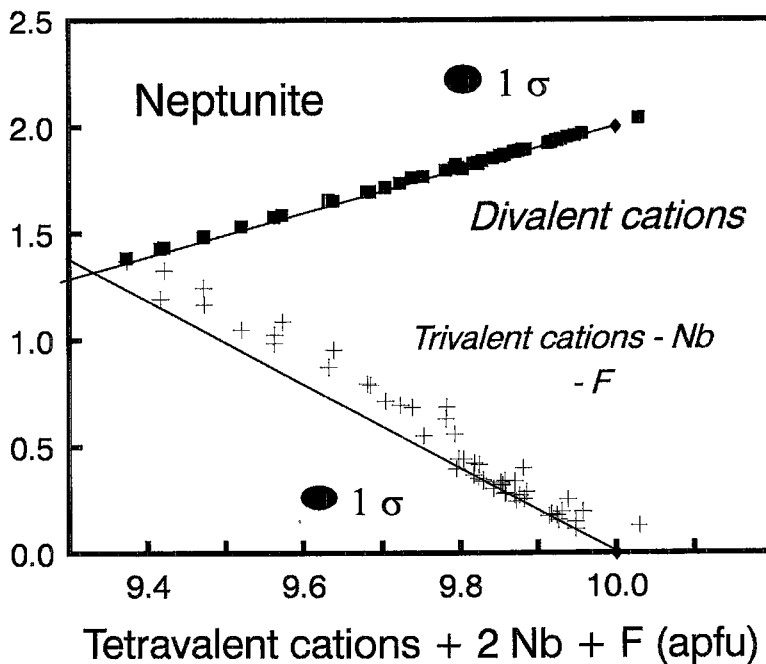 2.5
2.0
1.5
1.0
0.5
0.0
Neptunite
1 σ
Divalent cations
Trivalent cations - Nb
- F
1 σ
9.4
9.6
9.8
10.0
Tetravalent cations + 2 Nb + F (apfu)